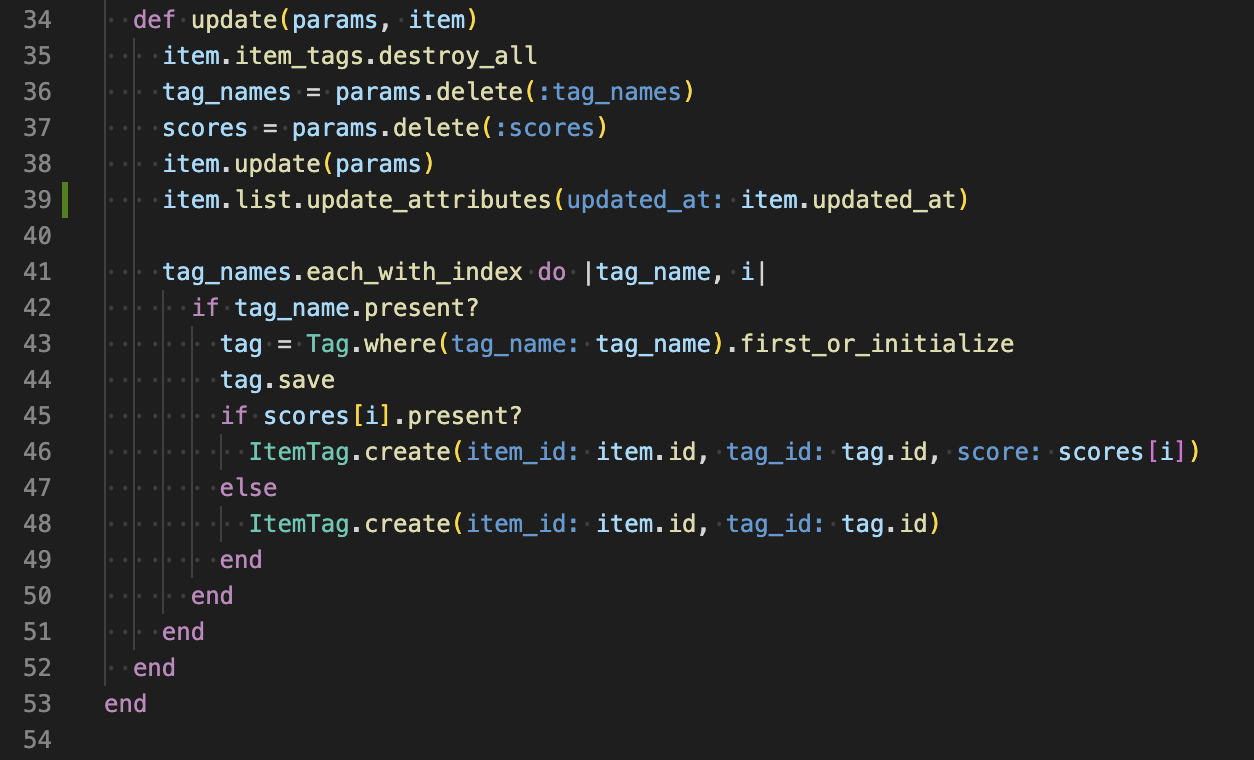 34 def update(params, item)
35 item.item_tags.destroy_all
36 tag_names = params.delete(:tag_names)
37 scores = params.delete(:scores)
38 item.update(params)
39 item.list.update_attributes(updated_at: item.updated_at)
40
41 tag_names.each_with_index do |tag_name, i|
42 if tag_name.present?
43 tag = Tag.where(tag_name: tag_name).first_or_initialize
44 tag.save
45 if scores[i].present?
46 ItemTag.create(item_id: item.id, tag_id: tag.id, score: scores[i])
47 else
48 ItemTag.create(item_id: item.id, tag_id: tag.id)
49 end
50 end
51 end
52 end
53 end
54